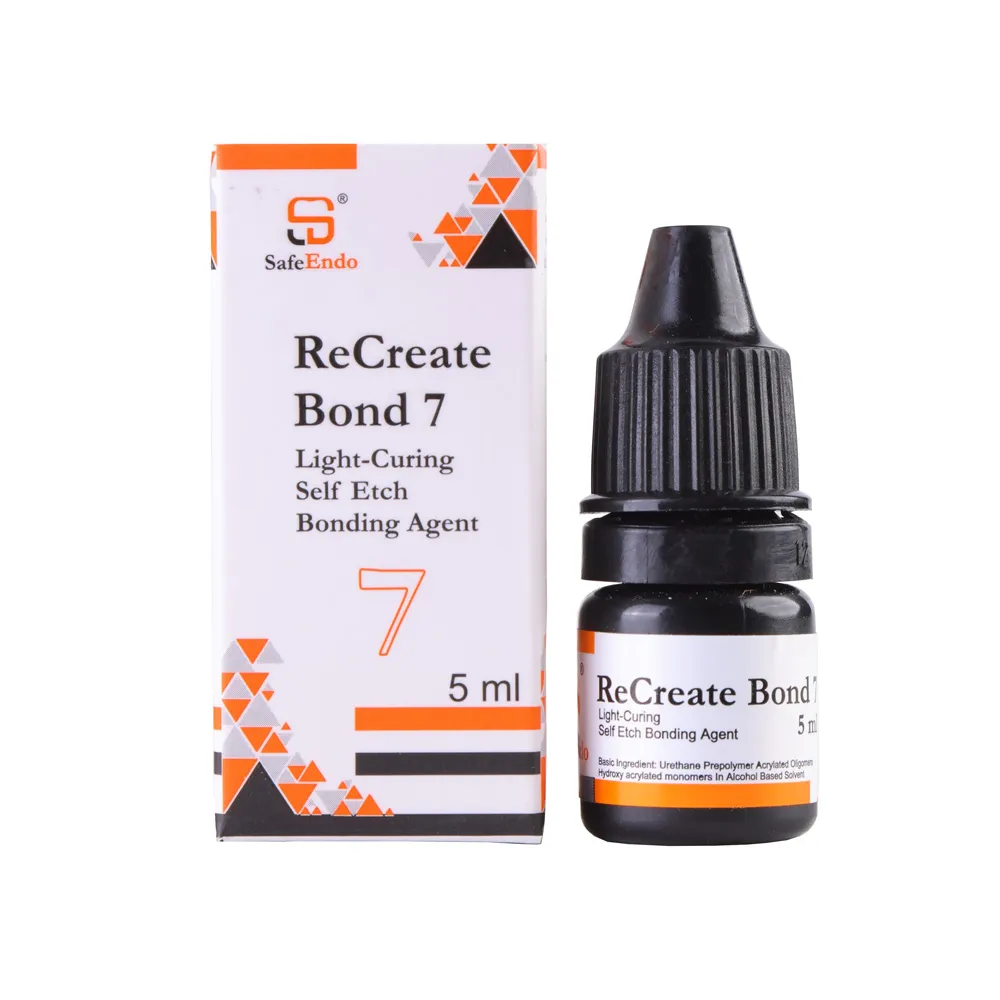 ®
SafeEndo
ReCreate
Bond 7
Light-Curing
Self Etch
Bonding Agent
7
5 ml
12
®
ReCreate Bond 7
Light-Curing
5 ml
Self Etch Bonding Agent
Basic Ingredient: Urethane Prepolymer Acrylated Oligomers
Hydroxy acrylated monomers In Alcohol Based Solvent